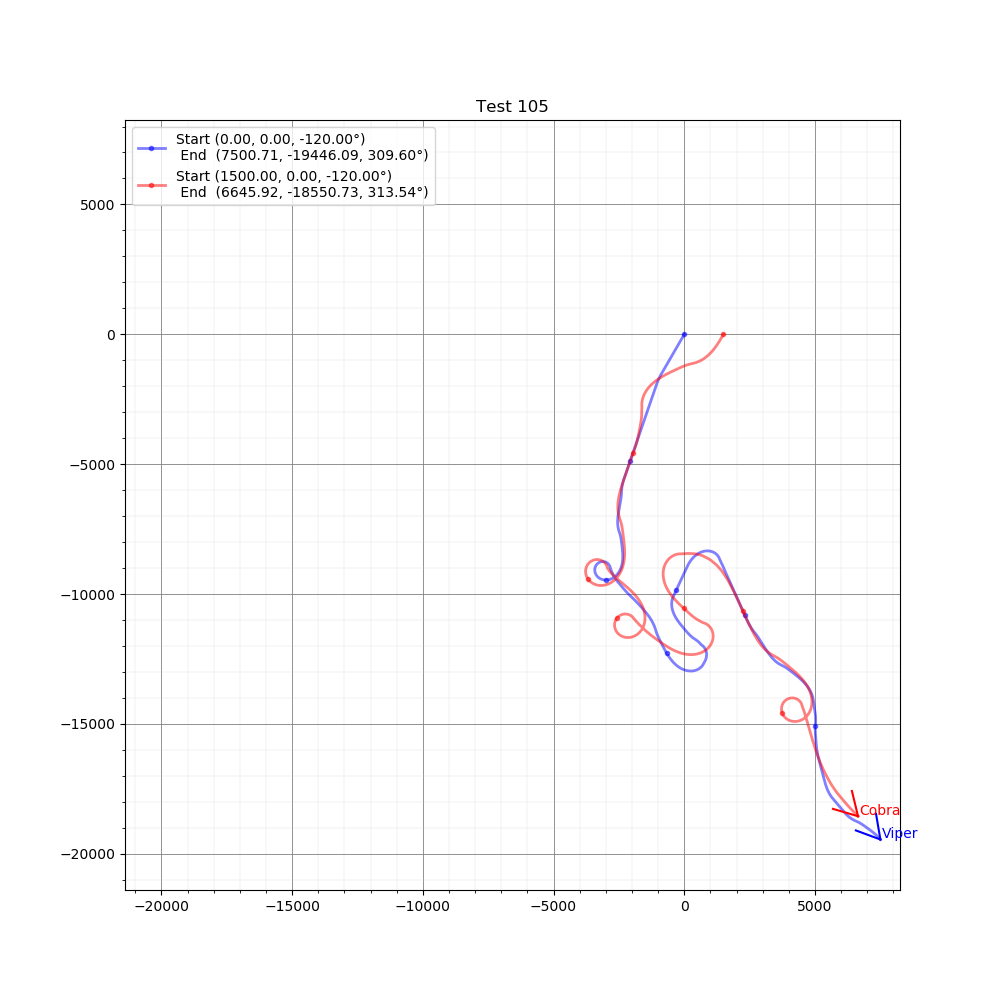 Test 105
Start (0.00, 0.00, -120.00°)
End (7500.71, -19446.09, 309.60°)
Start (1500.00, 0.00, -120.00°)
End (6645.92, -18550.73, 313.54°)
5000
0
−5000
−10000
−15000
−20000
Cobra
Viper
−20000 −15000 −10000 −5000 0 5000